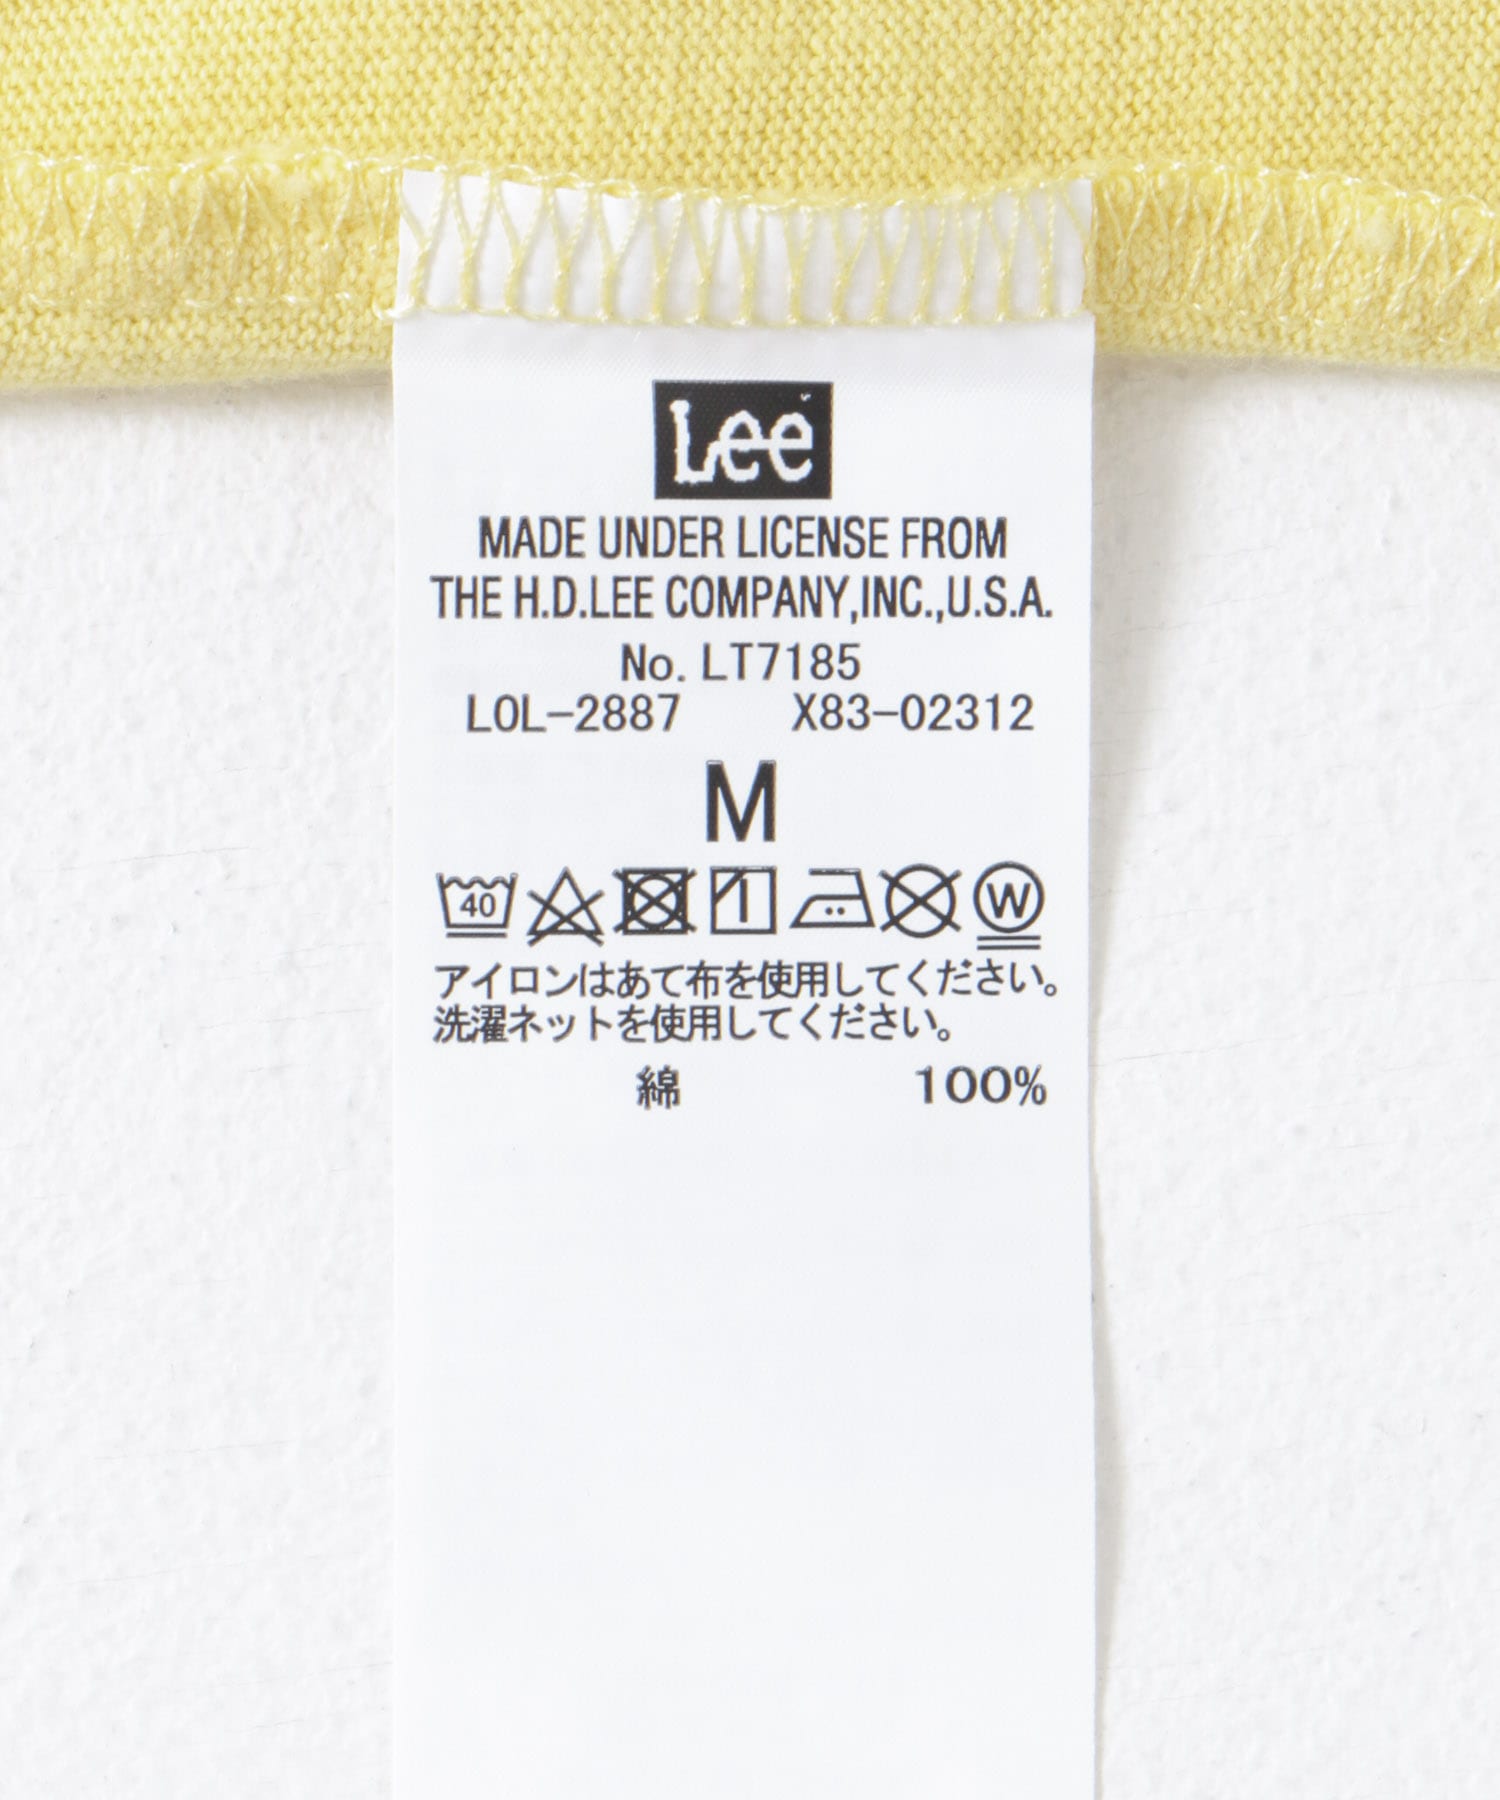 Lee
MADE UNDER LICENSE FROM
THE H.D.LEE COMPANY,INC.,U.S.A.
No. LT7185
LOL-2887 X83-02312
M
40 W
アイロンはあて布を使用してください。
洗濯ネットを使用してください。
綿 100%